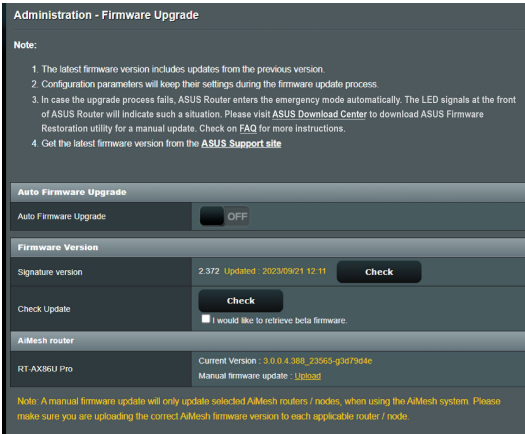 Administration - Firmware Upgrade
Note:
1. The latest firmware version includes updates from the previous version.
2. Configuration parameters will keep their settings during the firmware update process.
3. In case the upgrade process fails, ASUS Router enters the emergency mode automatically. The LED signals at the front
of ASUS Router will indicate such a situation. Please visit ASUS Download Center to download ASUS Firmware
Restoration utility for a manual update. Check on FAQ for more instructions.
4. Get the latest firmware version from the ASUS Support site
Auto Firmware Upgrade
Auto Firmware Upgrade OFF
Firmware Version
Signature version 2.372 Updated : 2023/09/21 12:11 Check
Check Update Check
I would like to retrieve beta firmware.
AiMesh router
RT-AX86U Pro Current Version : 3.0.0.4.388_23565-g3d79d4e
Manual firmware update : Upload
Note: A manual firmware update will only update selected AiMesh routers / nodes, when using the AiMesh system. Please
make sure you are uploading the correct AiMesh firmware version to each applicable router / node.